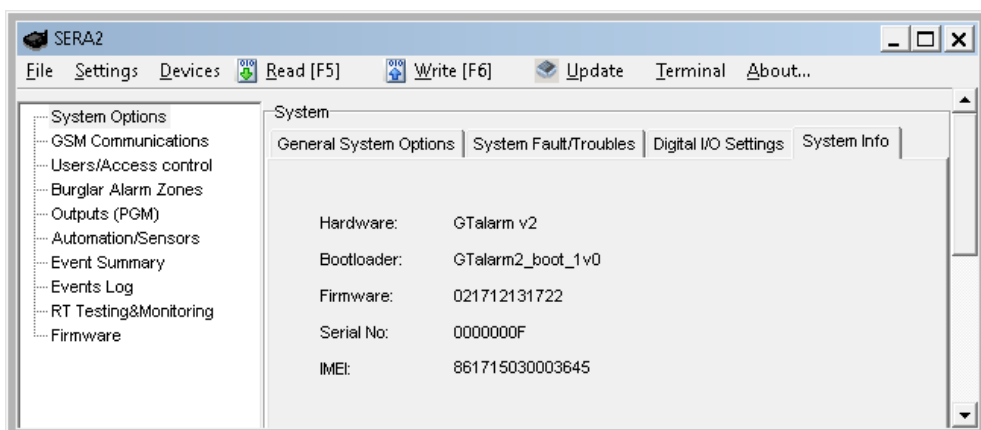 SERA2
File Settings Devices Read [F5] Write [F6] Update Terminal About...
System Options
GSM Communications
Users/Access control
Burglar Alarm Zones
Outputs (PGM)
Automation/Sensors
Event Summary
Events Log
RT Testing&Monitoring
Firmware
System
General System Options System Fault/Troubles Digital I/O Settings System Info
Hardware: GTalarm v2
Bootloader: GTalarm2_boot_1v0
Firmware: 021712131722
Serial No: 0000000F
IMEI: 861715030003645